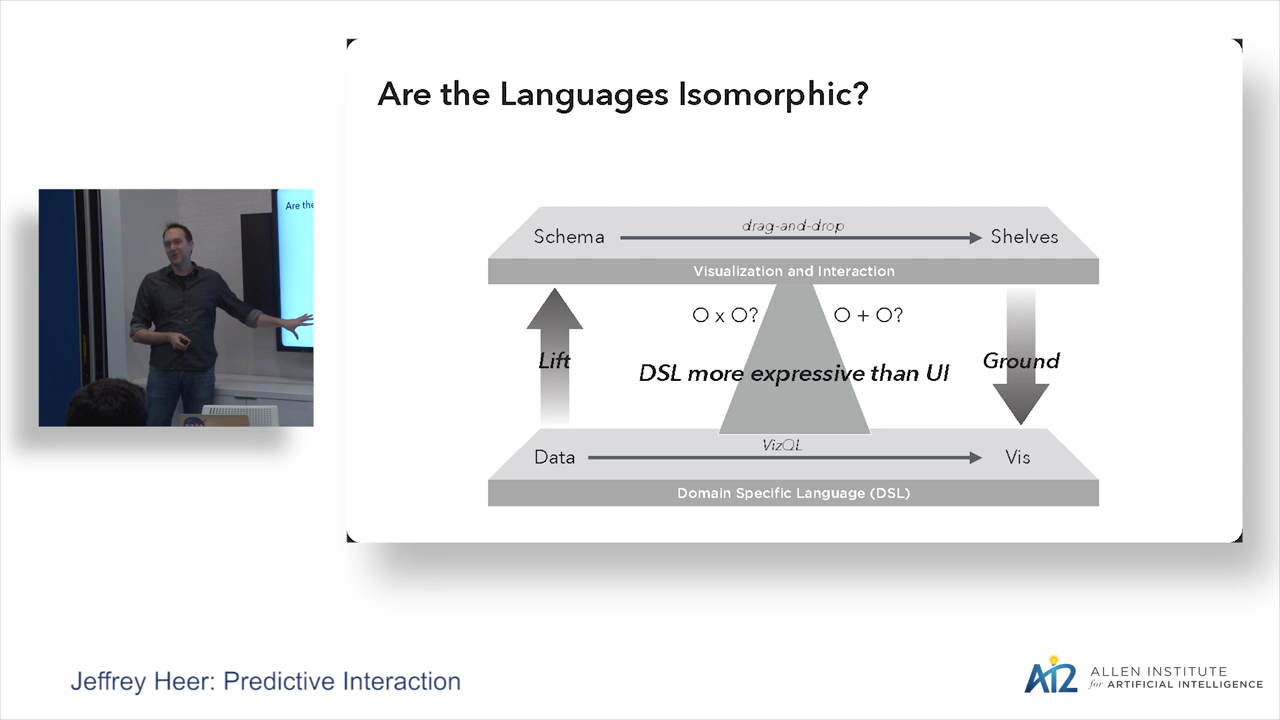 Are the Languages Isomorphic?
Are the
drag-and-drop
Schema
Shelves
Visualization and Interaction
O x O?
O + O?
Lift
Ground
DSL more expressive than UI
VizQL
Data
Vis
Domain Specific Language (DSL)
Jeffrey Heer: Predictive Interaction
AI2
ALLEN INSTITUTE
for ARTIFICIAL INTELLIGENCE